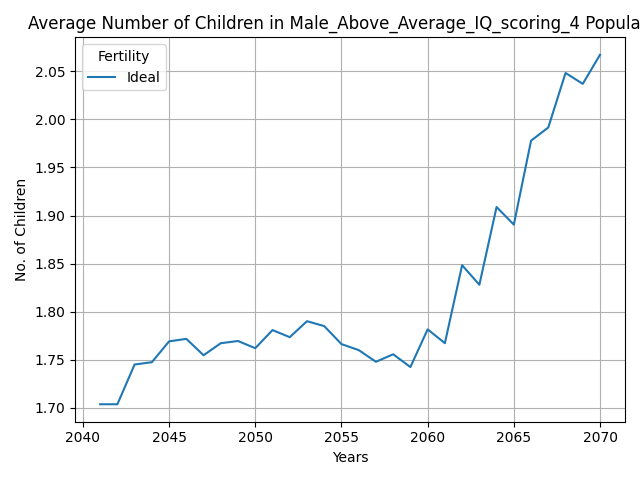 Average Number of Children in Male_Above_Average_IQ_scoring_4 Popula
Fertility
Ideal
No. of Children
2.05
2.00
1.95
1.90
1.85
1.80
1.75
1.70
2040 2045 2050 2055 2060 2065 2070
Years